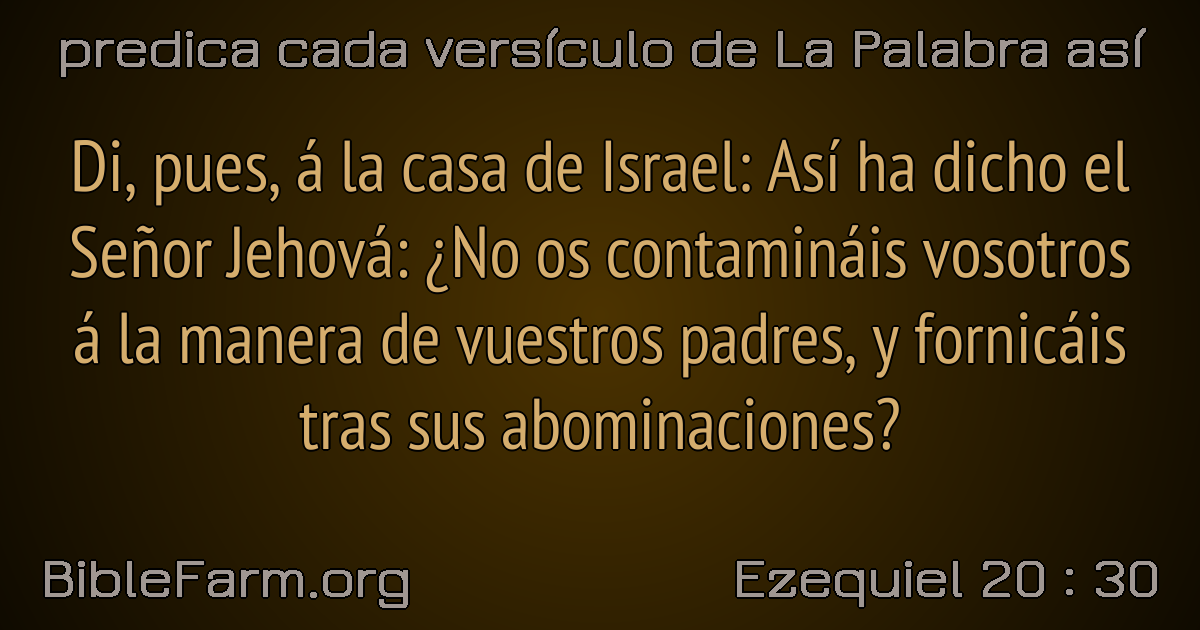 predica cada versículo de La Palabra así
Di, pues, á la casa de Israel: Así ha dicho el
Señor Jehová: ¿No os contamináis vosotros
á la manera de vuestros padres, y fornicáis
tras sus abominaciones?
BibleFarm.org
Ezequiel 20 : 30